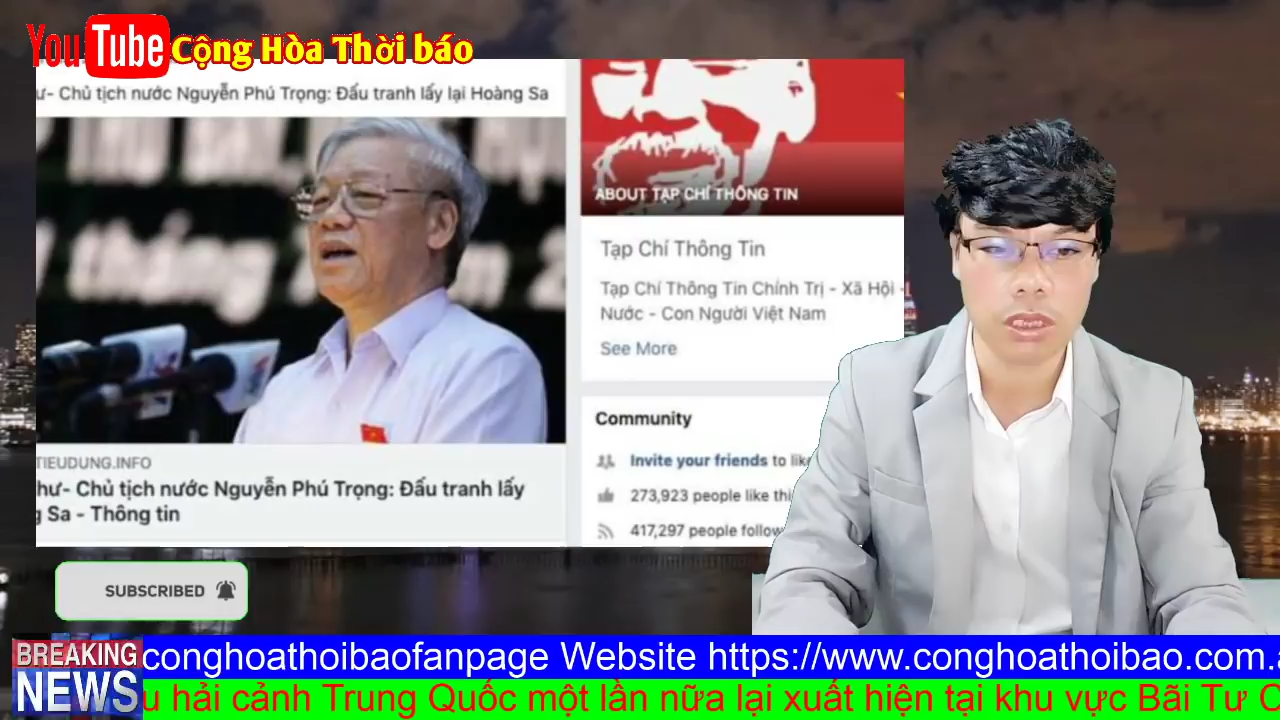 YouTube
Cộng Hòa Thời báo
ư- Chủ tịch nước Nguyễn Phú Trọng: Đấu tranh lấy lại Hoàng Sa
ABOUT TẠP CHÍ THÔNG TIN
Tạp Chí Thông Tin
Tạp Chí Thông Tin Chính Trị - Xã Hội -
Nước - Con Người Việt Nam
See More
Community
Invite your friends to like
273,923 people like thi
417,297 people follow
TIEUDUNG.INFO
hư- Chủ tịch nước Nguyễn Phú Trọng: Đấu tranh lấy
g Sa - Thông tin
SUBSCRIBED
BREAKING
NEWS
conghoathoibaofanpage Website https://www.conghoathoibao.com.a
u hải cảnh Trung Quốc một lần nữa lại xuất hiện tại khu vực Bãi Tư C